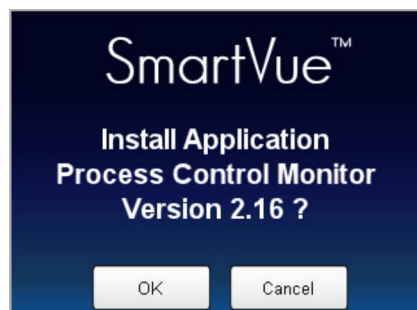 SmartVue™
Install Application
Process Control Monitor
Version 2.16 ?
OK
Cancel